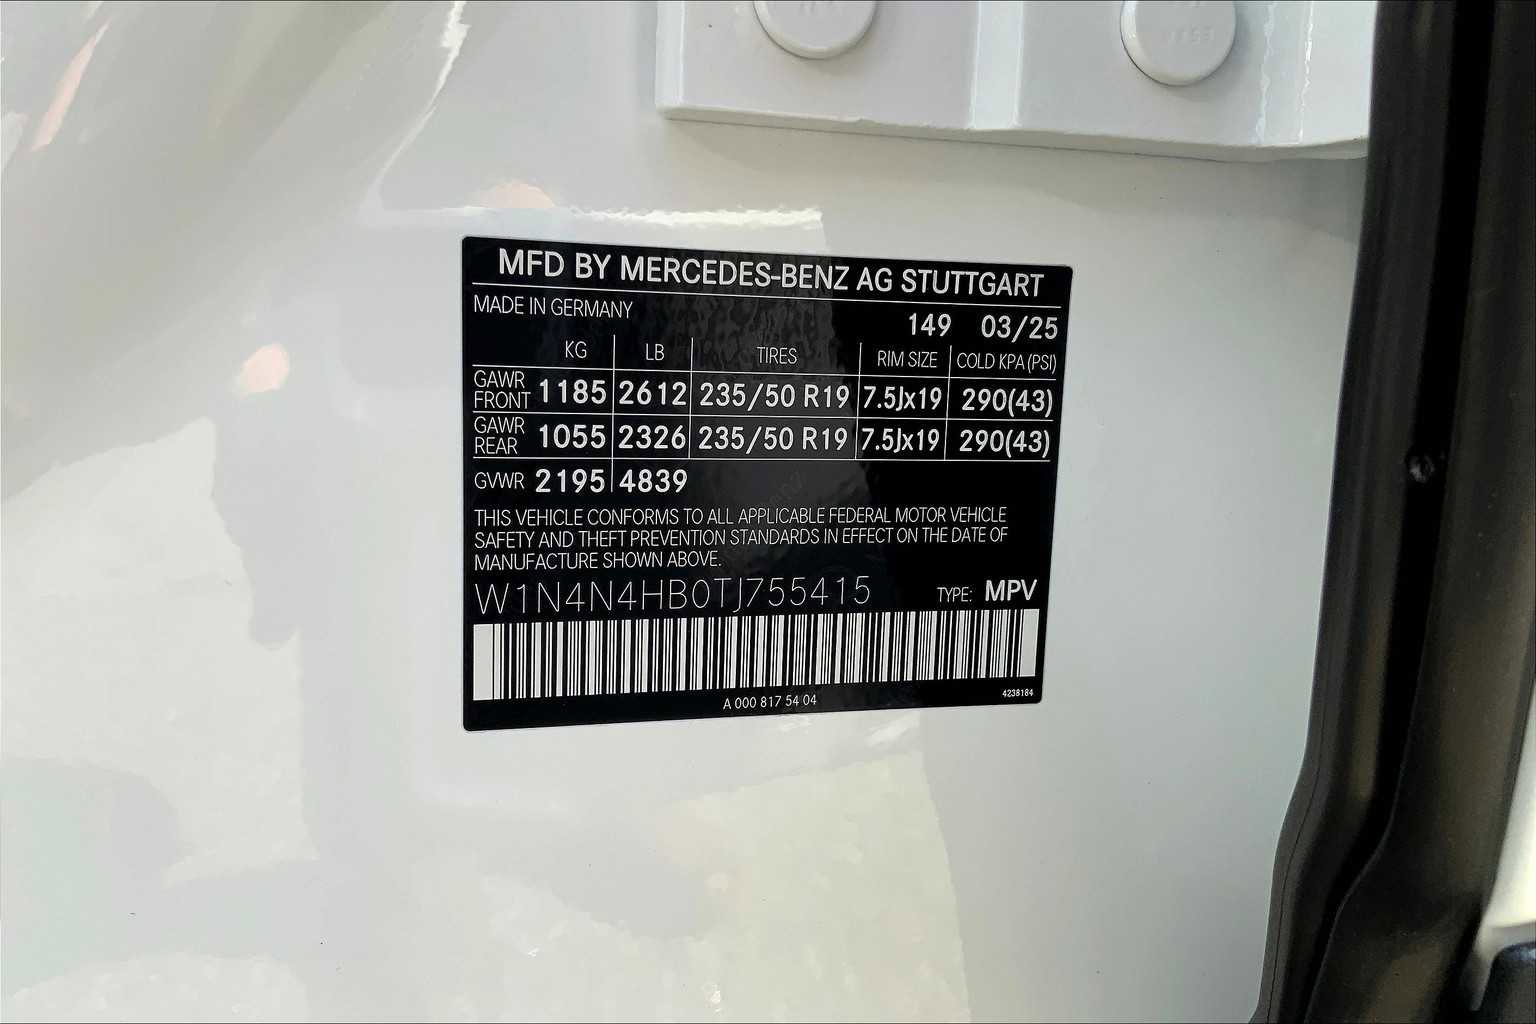 MFD BY MERCEDES-BENZ AG STUTTGART
MADE IN GERMANY
149 03/25
KG LB TIRES RIM SIZE COLD KPA (PSI)
GAWR FRONT 1185 2612 235/50 R19 7.5Jx19 290(43)
GAWR REAR 1055 2326 235/50 R19 7.5Jx19 290(43)
GVWR 2195 4839
THIS VEHICLE CONFORMS TO ALL APPLICABLE FEDERAL MOTOR VEHICLE
SAFETY AND THEFT PREVENTION STANDARDS IN EFFECT ON THE DATE OF
MANUFACTURE SHOWN ABOVE.
W1N4N4HB0TJ755415 TYPE: MPV
A 000 817 54 04
4238184